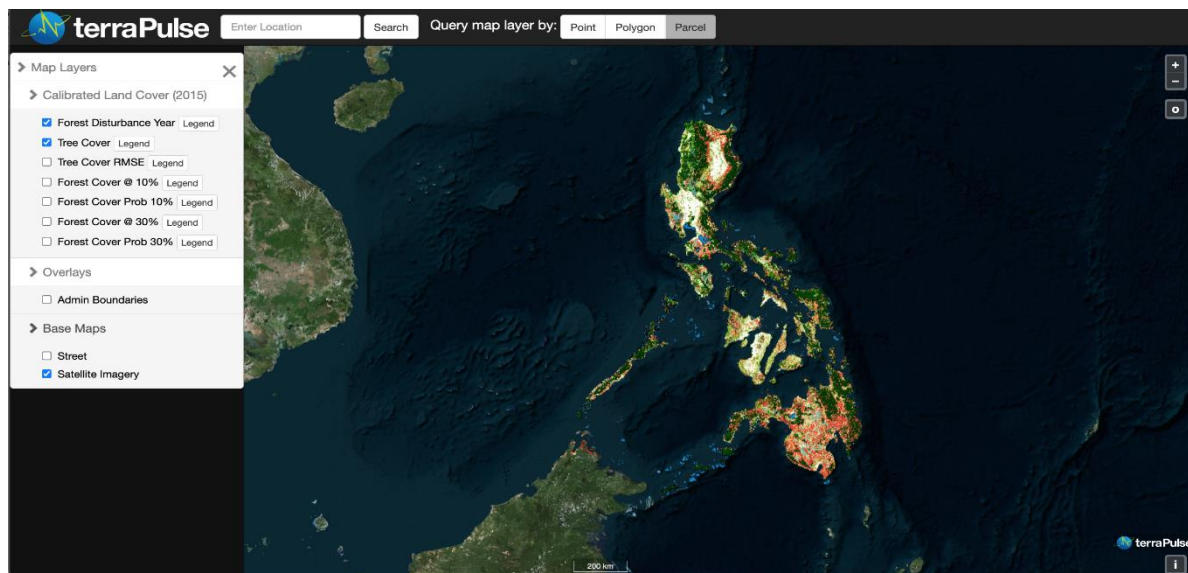 terraPulse
Enter Location
Search
Query map layer by:
Point
Polygon
Parcel
Map Layers
Calibrated Land Cover (2015)
Forest Disturbance Year Legend
Tree Cover Legend
Tree Cover RMSE Legend
Forest Cover @ 10% Legend
Forest Cover Prob 10% Legend
Forest Cover @ 30% Legend
Forest Cover Prob 30% Legend
Overlays
Admin Boundaries
Base Maps
Street
Satellite Imagery
200 km
terraPulse